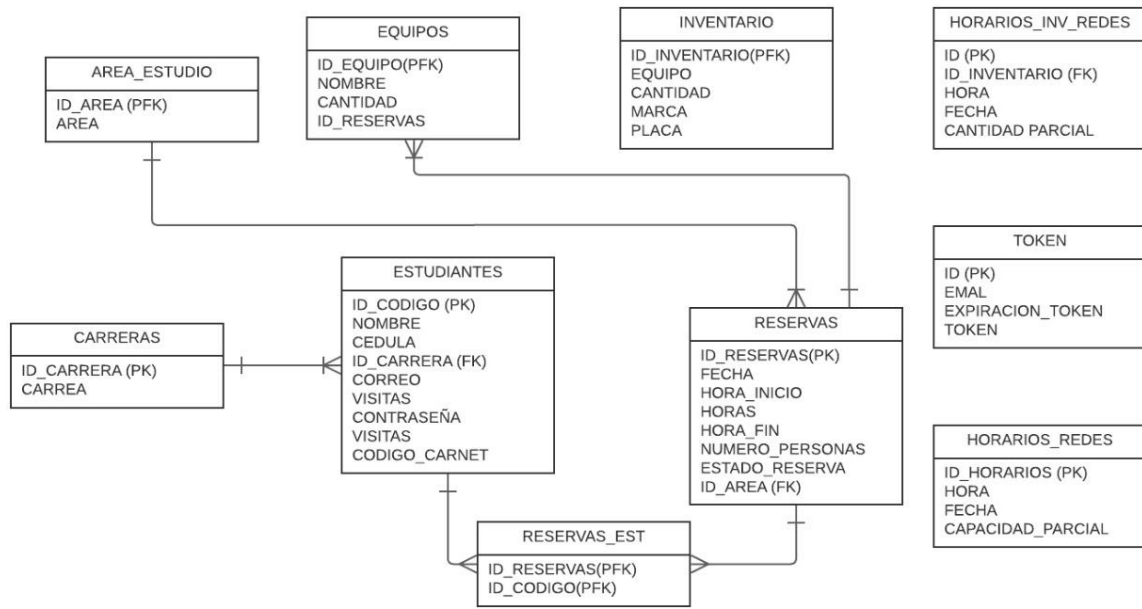 AREA_ESTUDIO
ID_AREA (PFK)
AREA
EQUIPOS
ID_EQUIPO(PFK)
NOMBRE
CANTIDAD
ID_RESERVAS
INVENTARIO
ID_INVENTARIO(PFK)
EQUIPO
CANTIDAD
MARCA
PLACA
HORARIOS_INV_REDES
ID (PK)
ID_INVENTARIO (FK)
HORA
FECHA
CANTIDAD PARCIAL
CARRERAS
ID_CARRERA (PK)
CARREA
ESTUDIANTES
ID_CODIGO (PK)
NOMBRE
CEDULA
ID_CARRERA (FK)
CORREO
VISITAS
CONTRASEÑA
VISITAS
CODIGO_CARNET
RESERVAS
ID_RESERVAS(PK)
FECHA
HORA_INICIO
HORAS
HORA_FIN
NUMERO_PERSONAS
ESTADO_RESERVA
ID_AREA (FK)
TOKEN
ID (PK)
EMAL
EXPIRACION_TOKEN
TOKEN
HORARIOS_REDES
ID_HORARIOS (PK)
HORA
FECHA
CAPACIDAD_PARCIAL
RESERVAS_EST
ID_RESERVAS(PFK)
ID_CODIGO(PFK)